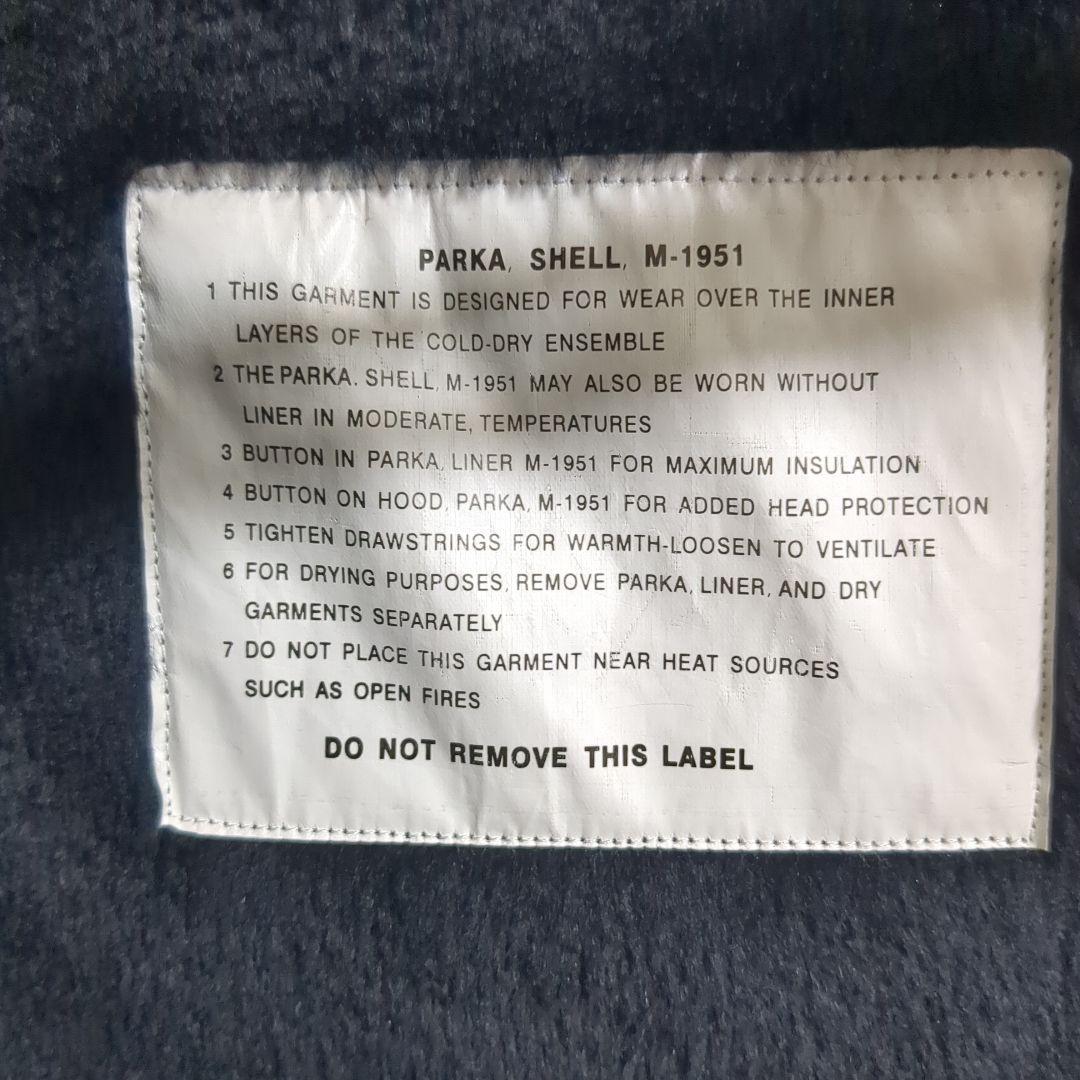 PARKA, SHELL, M-1951
1 THIS GARMENT IS DESIGNED FOR WEAR OVER THE INNER
LAYERS OF THE COLD-DRY ENSEMBLE
2 THE PARKA. SHELL, M-1951 MAY ALSO BE WORN WITHOUT
LINER IN MODERATE, TEMPERATURES
3 BUTTON IN PARKA, LINER M-1951 FOR MAXIMUM INSULATION
4 BUTTON ON HOOD, PARKA, M-1951 FOR ADDED HEAD PROTECTION
5 TIGHTEN DRAWSTRINGS FOR WARMTH-LOOSEN TO VENTILATE
6 FOR DRYING PURPOSES, REMOVE PARKA, LINER, AND DRY
GARMENTS SEPARATELY
7 DO NOT PLACE THIS GARMENT NEAR HEAT SOURCES
SUCH AS OPEN FIRES
DO NOT REMOVE THIS LABEL